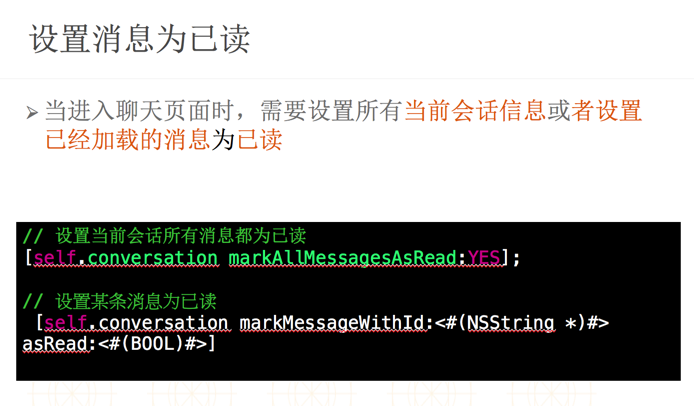 设置消息为已读
➢ 当进入聊天页面时，需要设置所有当前会话信息或者设置
已经加载的消息为已读
// 设置当前会话所有消息都为已读
[self.conversation markAllMessagesAsRead:YES];
// 设置某条消息为已读
[self.conversation markMessageWithId:<#(NSString *)#>
asRead:<#(BOOL)#>]